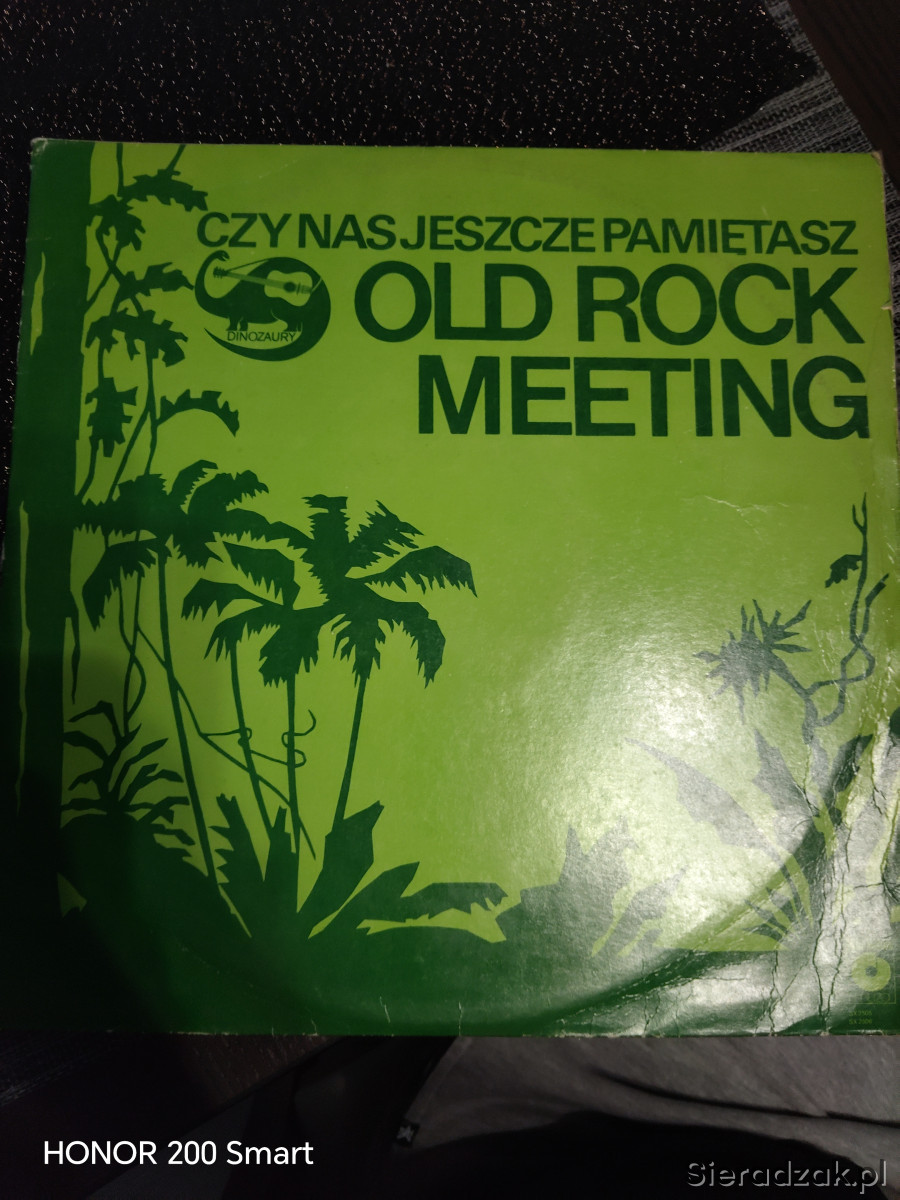 CZY NAS JESZCZE PAMIĘTASZ
DINOZAURY
OLD ROCK
MEETING
HONOR 200 Smart
Sieradzak.pl